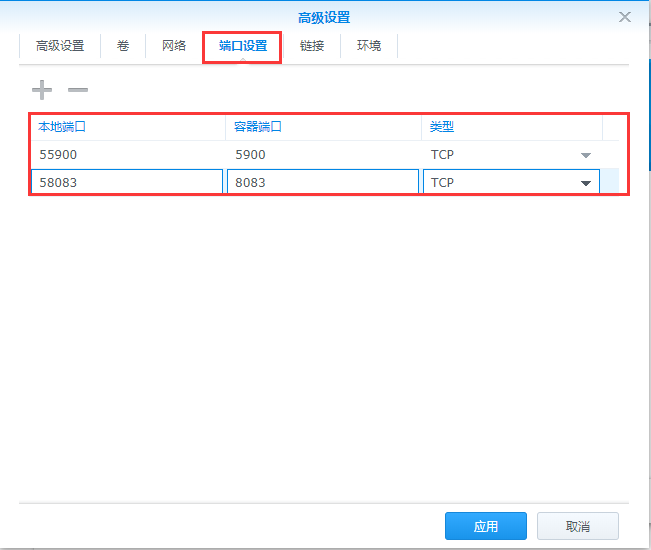 高级设置
高级设置 卷 网络 端口设置 链接 环境
本地端口 容器端口 类型
55900 5900 TCP
58083 8083 TCP
应用 取消